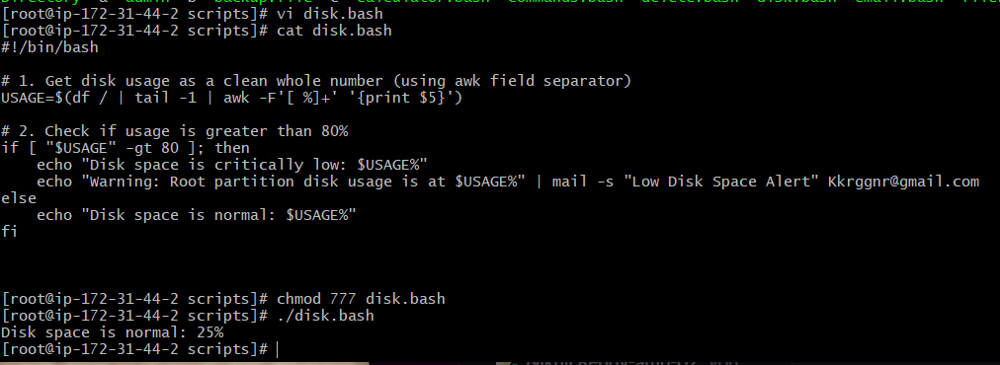 [root@ip-172-31-44-2 scripts]# vi disk.bash
[root@ip-172-31-44-2 scripts]# cat disk.bash
#!/bin/bash
# 1. Get disk usage as a clean whole number (using awk field separator)
USAGE=$(df / | tail -1 | awk -F'[ %]+' '{print $5}')
# 2. Check if usage is greater than 80%
if [ "$USAGE" -gt 80 ]; then
    echo "Disk space is critically low: $USAGE%"
    echo "Warning: Root partition disk usage is at $USAGE%" | mail -s "Low Disk Space Alert" Kkrggnr@gmail.com
else
    echo "Disk space is normal: $USAGE%"
fi
[root@ip-172-31-44-2 scripts]# chmod 777 disk.bash
[root@ip-172-31-44-2 scripts]# ./disk.bash
Disk space is normal: 25%
[root@ip-172-31-44-2 scripts]#